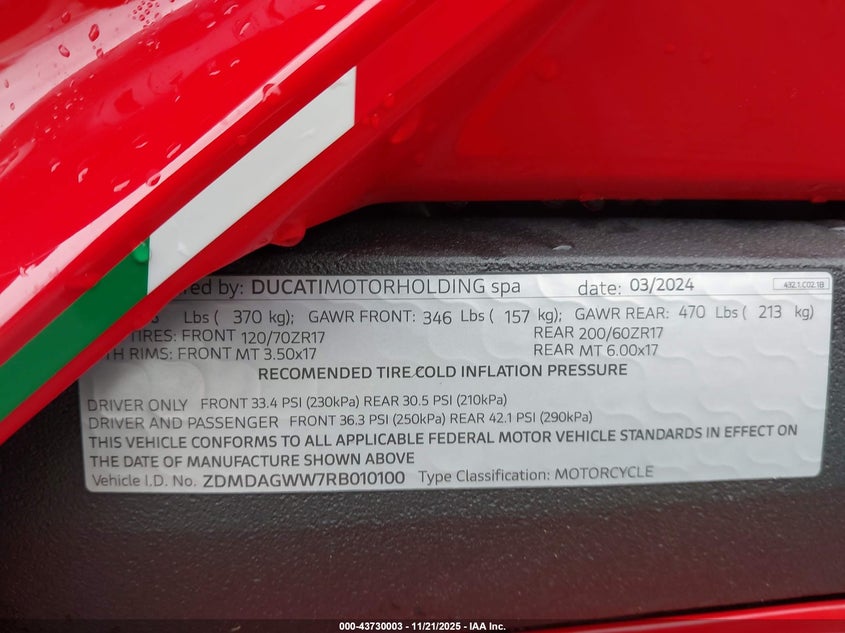 by: DUCATIMOTORHOLDING spa date: 03/2024 432.1.C02.1B
Lbs ( 370 kg); GAWR FRONT: 346 Lbs ( 157 kg); GAWR REAR: 470 Lbs ( 213 kg)
TIRES: FRONT 120/70ZR17 REAR 200/60ZR17
RIMS: FRONT MT 3.50x17 REAR MT 6.00x17
RECOMENDED TIRE COLD INFLATION PRESSURE
DRIVER ONLY FRONT 33.4 PSI (230kPa) REAR 30.5 PSI (210kPa)
DRIVER AND PASSENGER FRONT 36.3 PSI (250kPa) REAR 42.1 PSI (290kPa)
THIS VEHICLE CONFORMS TO ALL APPLICABLE FEDERAL MOTOR VEHICLE STANDARDS IN EFFECT ON
THE DATE OF MANUFACTURE SHOWN ABOVE
Vehicle I.D. No. ZDMDAGWW7RB010100 Type Classification: MOTORCYCLE
000-43730003 — 11/21/2025 — IAA Inc.